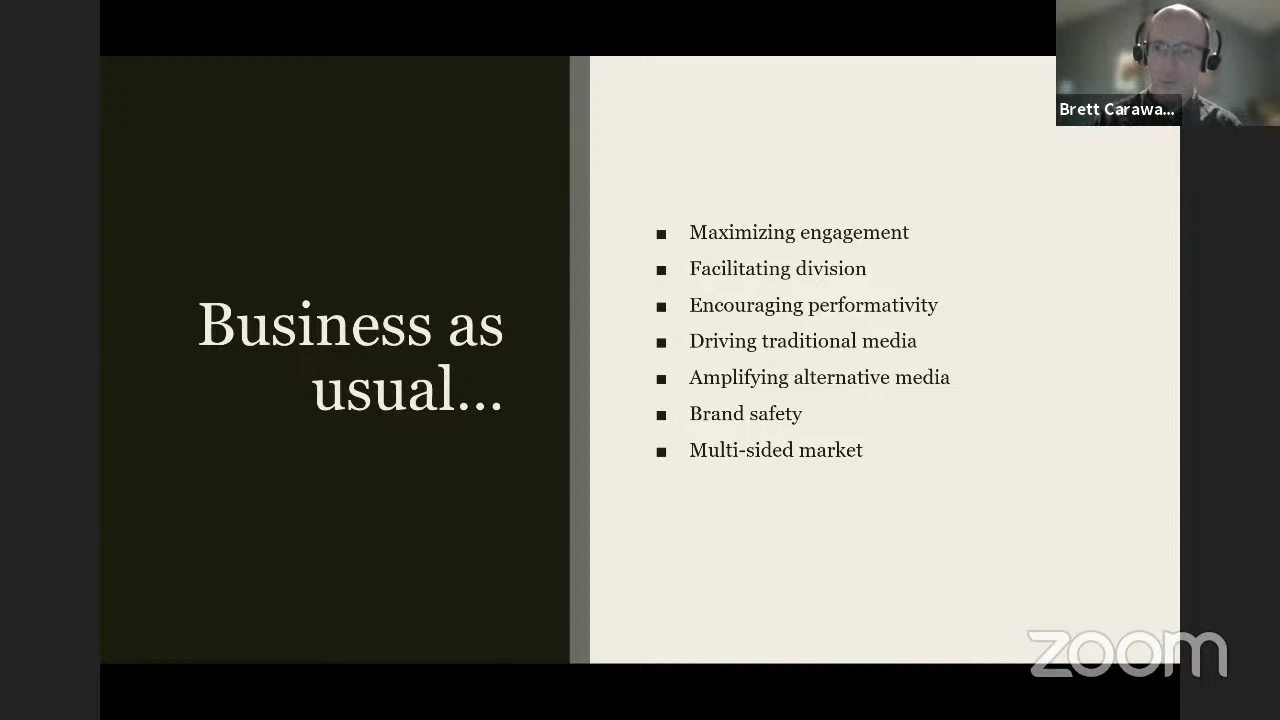 Brett Carawa...
Business as
usual...
■ Maximizing engagement
■ Facilitating division
■ Encouraging performativity
■ Driving traditional media
■ Amplifying alternative media
■ Brand safety
■ Multi-sided market
zoom